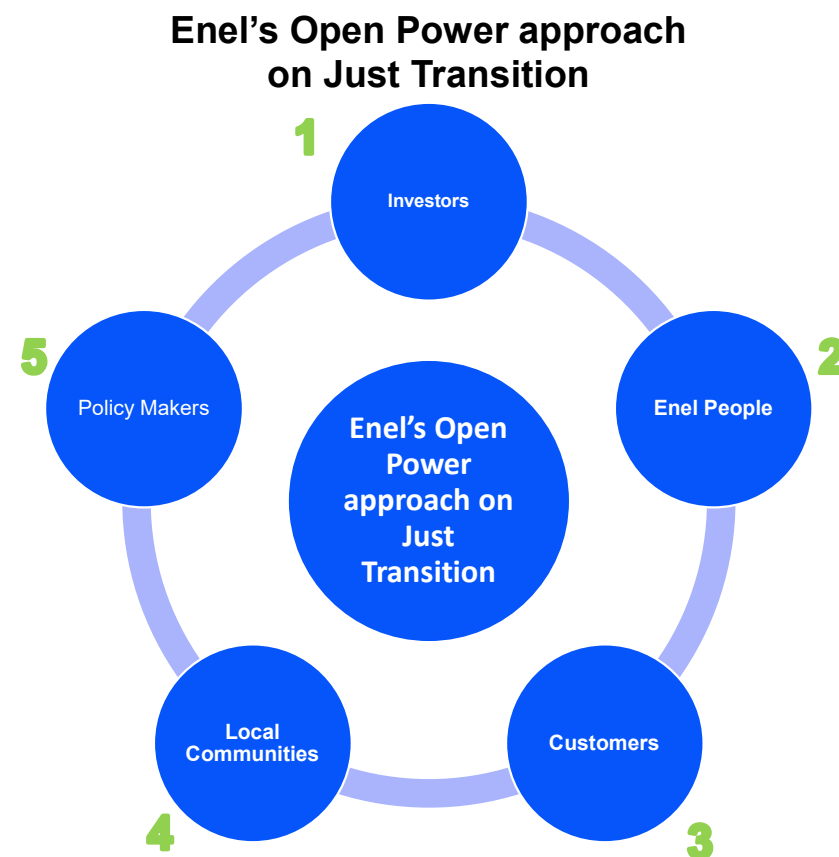 Enel's Open Power approach
on Just Transition
1
Investors
2
Enel People
3
Customers
4
Local
Communities
5
Policy Makers
Enel's Open
Power
approach on
Just
Transition